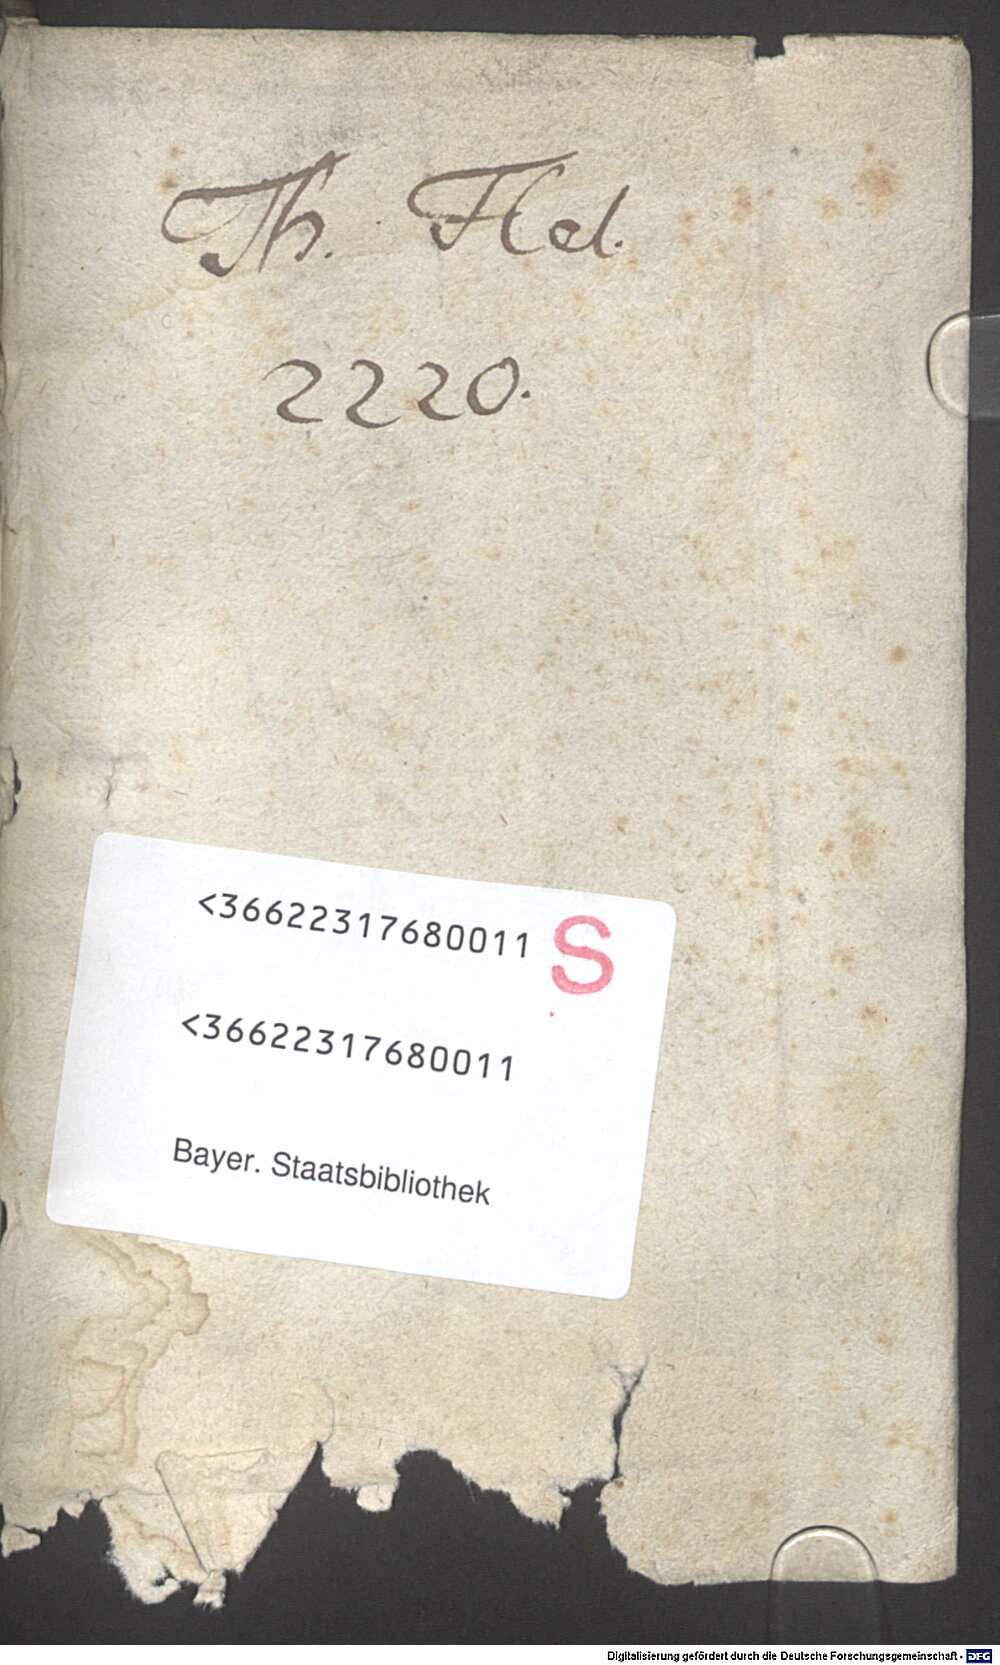 Th. Hel.
2220.
<36622317680011 S
<36622317680011
Bayer. Staatsbibliothek
Digitalisierung gefördert durch die Deutsche Forschungsgemeinschaft - DFG